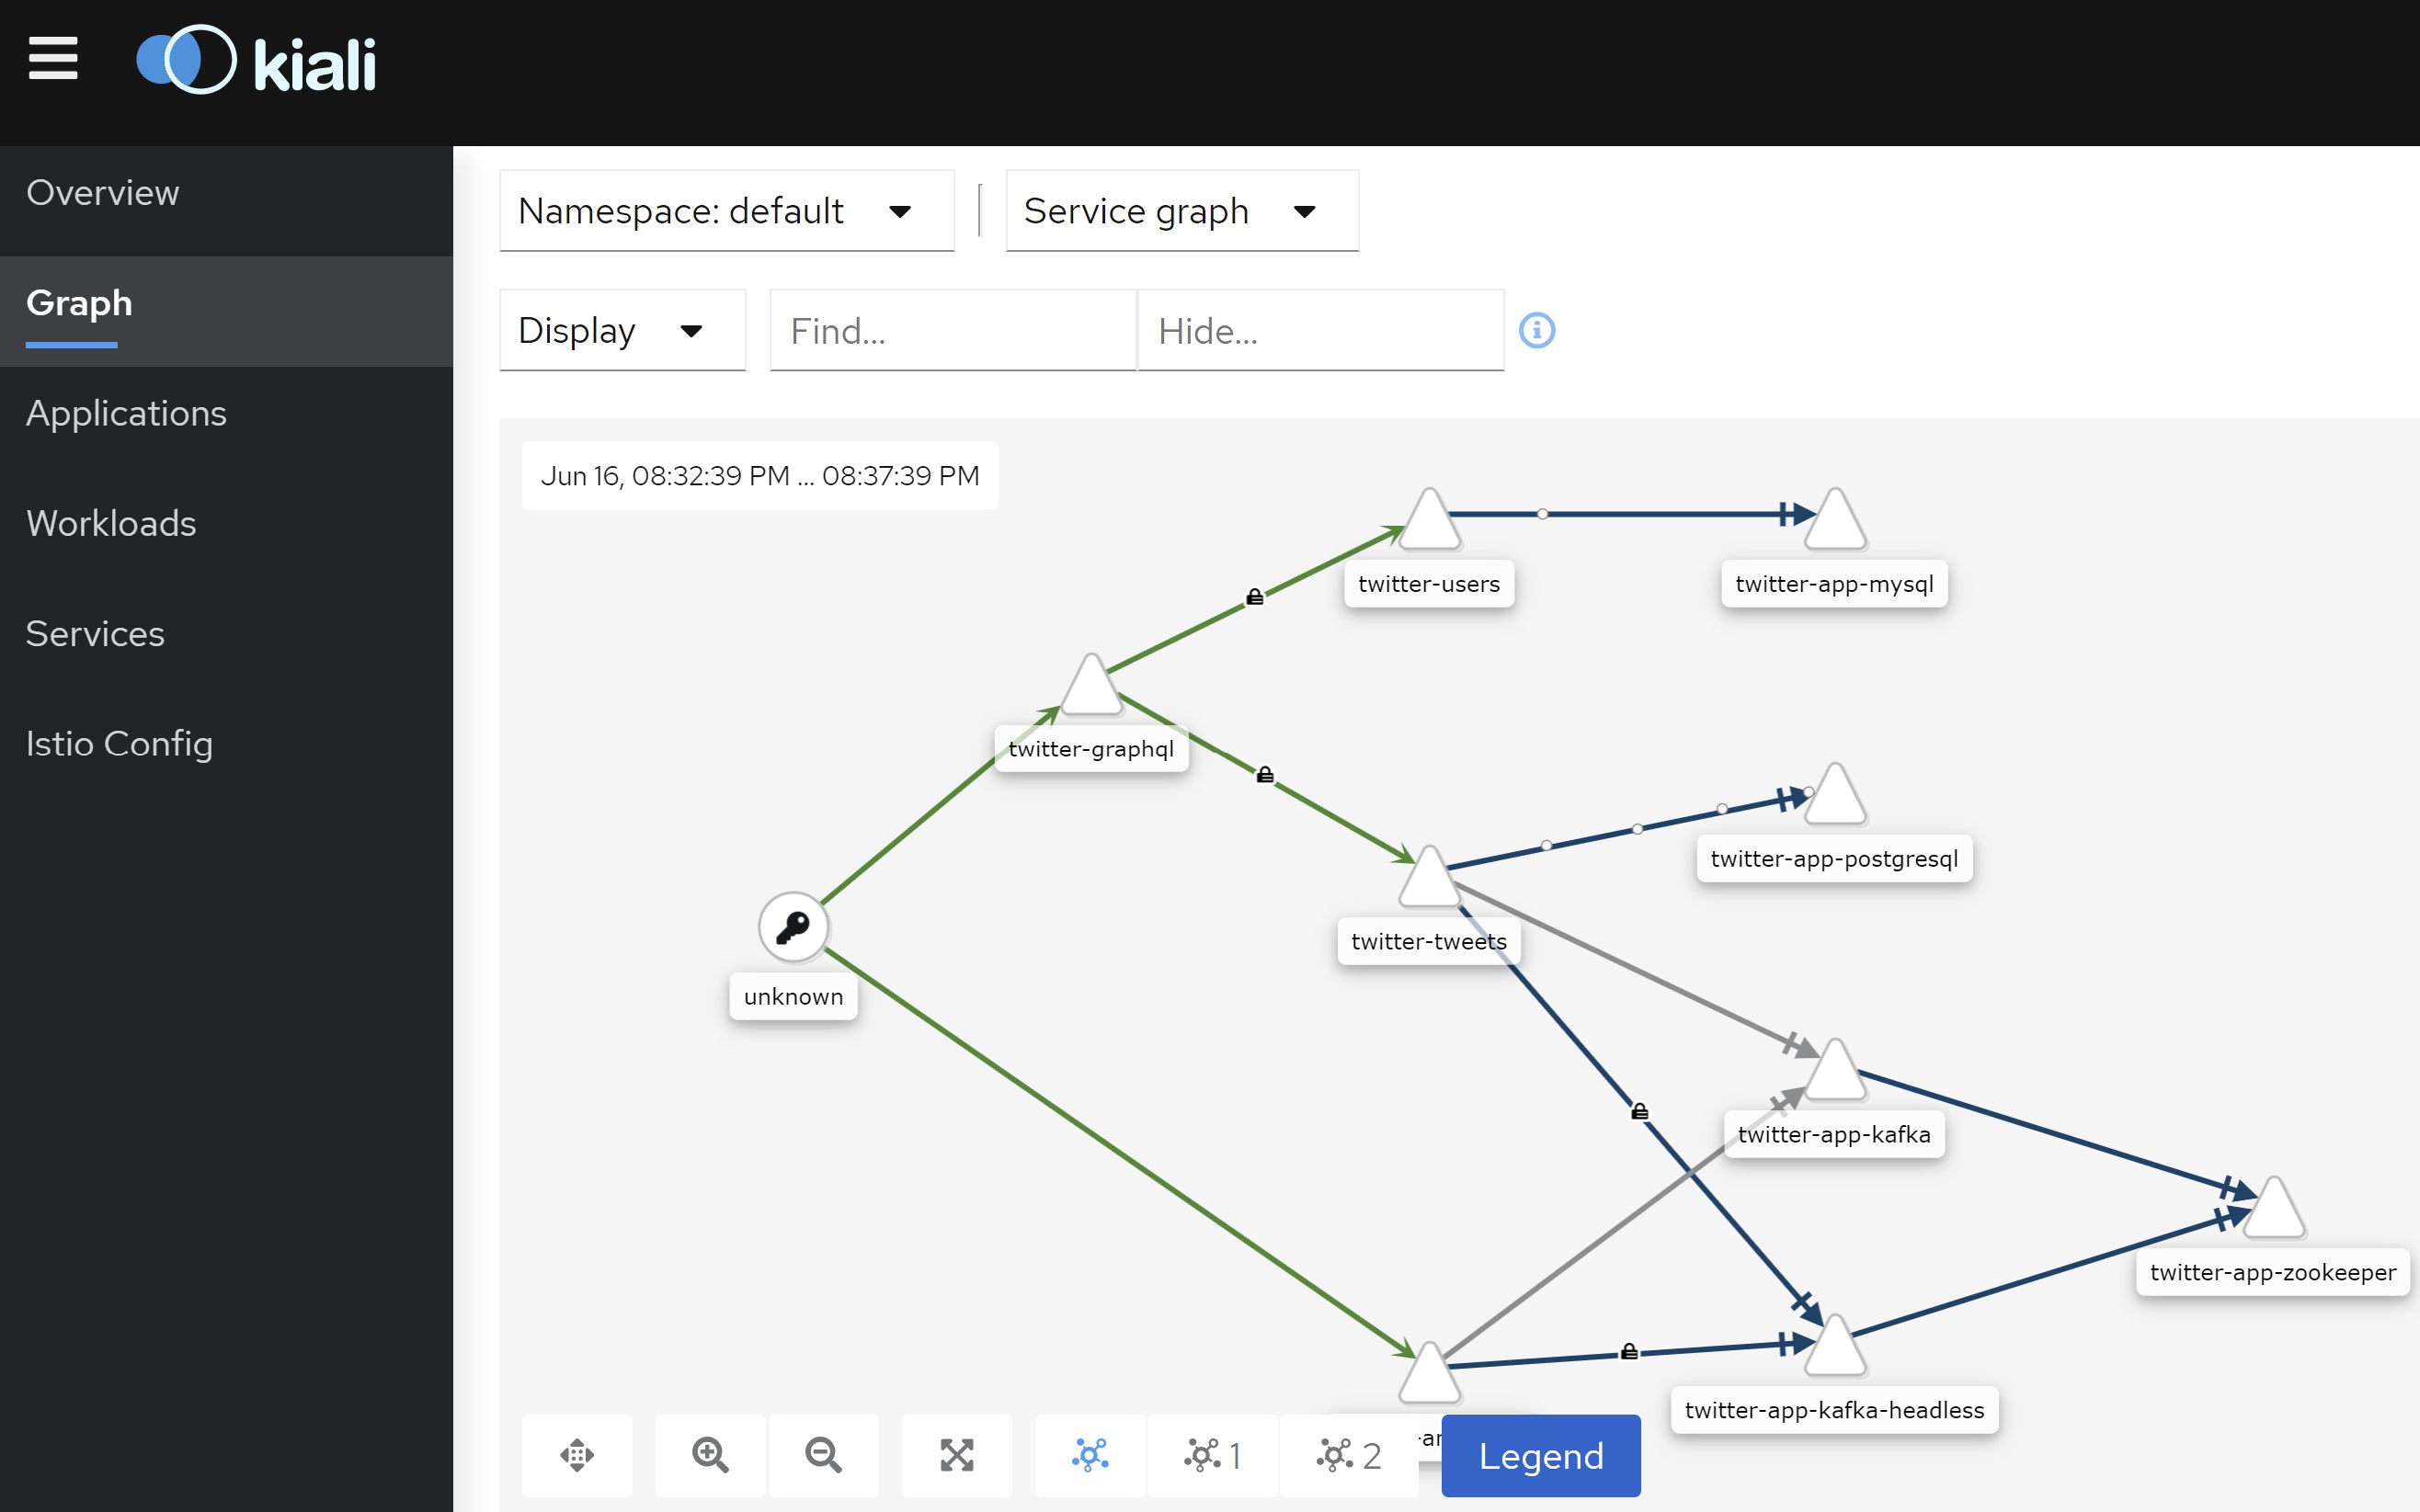 kiali
Overview
Graph
Applications
Workloads
Services
Istio Config
Namespace: default
Service graph
Display
Find...
Hide...
Jun 16, 08:32:39 PM ... 08:37:39 PM
twitter-users
twitter-app-mysql
twitter-graphql
twitter-app-postgresql
twitter-tweets
unknown
twitter-app-kafka
twitter-app-zookeeper
twitter-app-kafka-headless
1
2
Legend